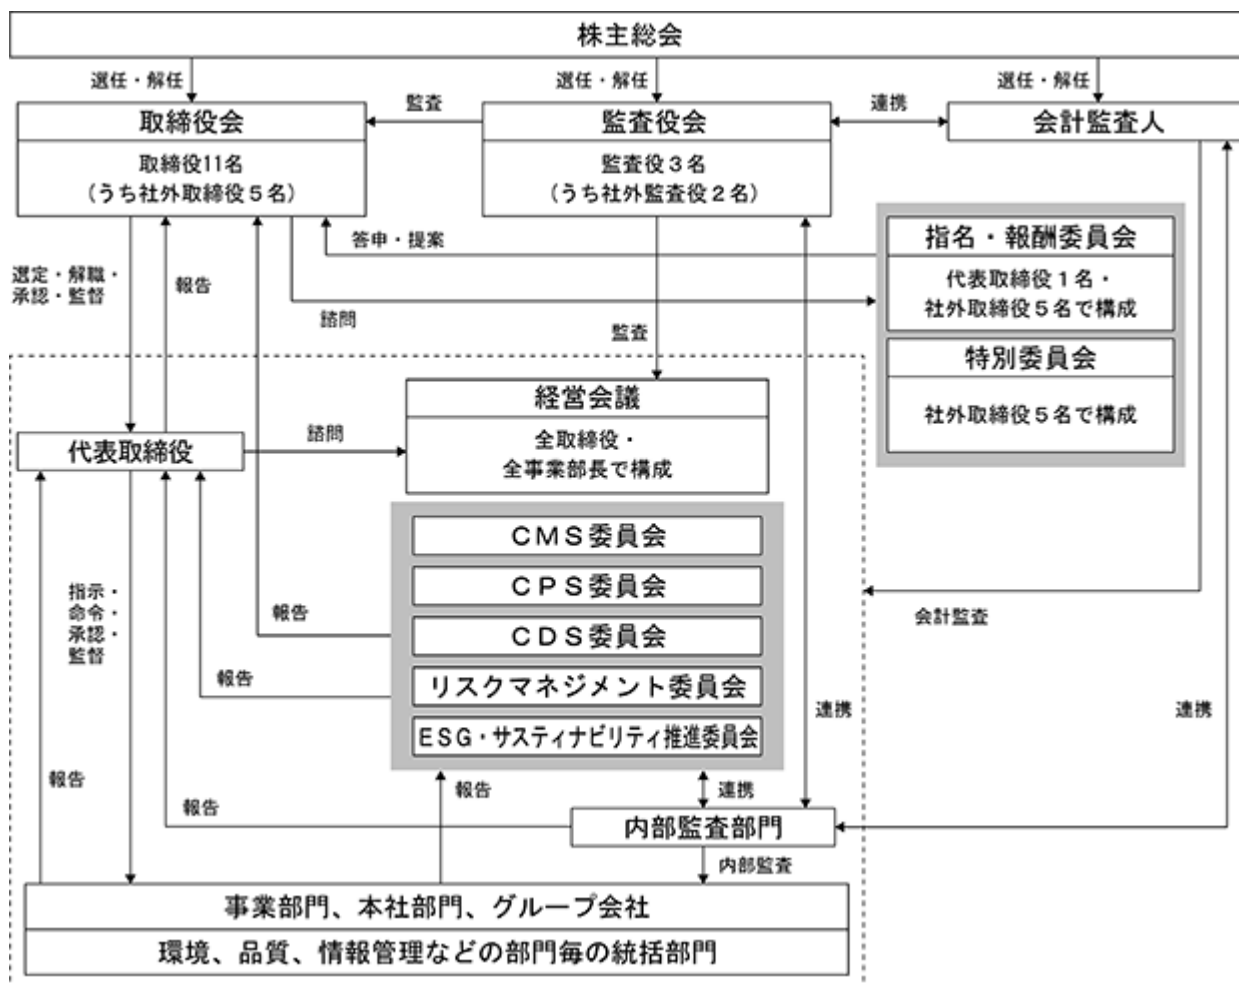 株主総会
選任・解任
選任・解任
選任・解任
取締役会
監査
監査役会
連携
会計監査人
取締役11名
（うち社外取締役５名）
監査役３名
（うち社外監査役２名）
答申・提案
指名・報酬委員会
代表取締役１名・
社外取締役５名で構成
選定・解職・
承認・監督
報告
諮問
監査
特別委員会
社外取締役５名で構成
経営会議
全取締役・
全事業部長で構成
代表取締役
諮問
ＣＭＳ委員会
ＣＰＳ委員会
ＣＤＳ委員会
リスクマネジメント委員会
ＥＳＧ・サスティナビリティ推進委員会
指示・
命令・
承認・
監督
報告
報告
会計監査
連携
連携
報告
報告
報告
連携
内部監査部門
内部監査
事業部門、本社部門、グループ会社
環境、品質、情報管理などの部門毎の統括部門